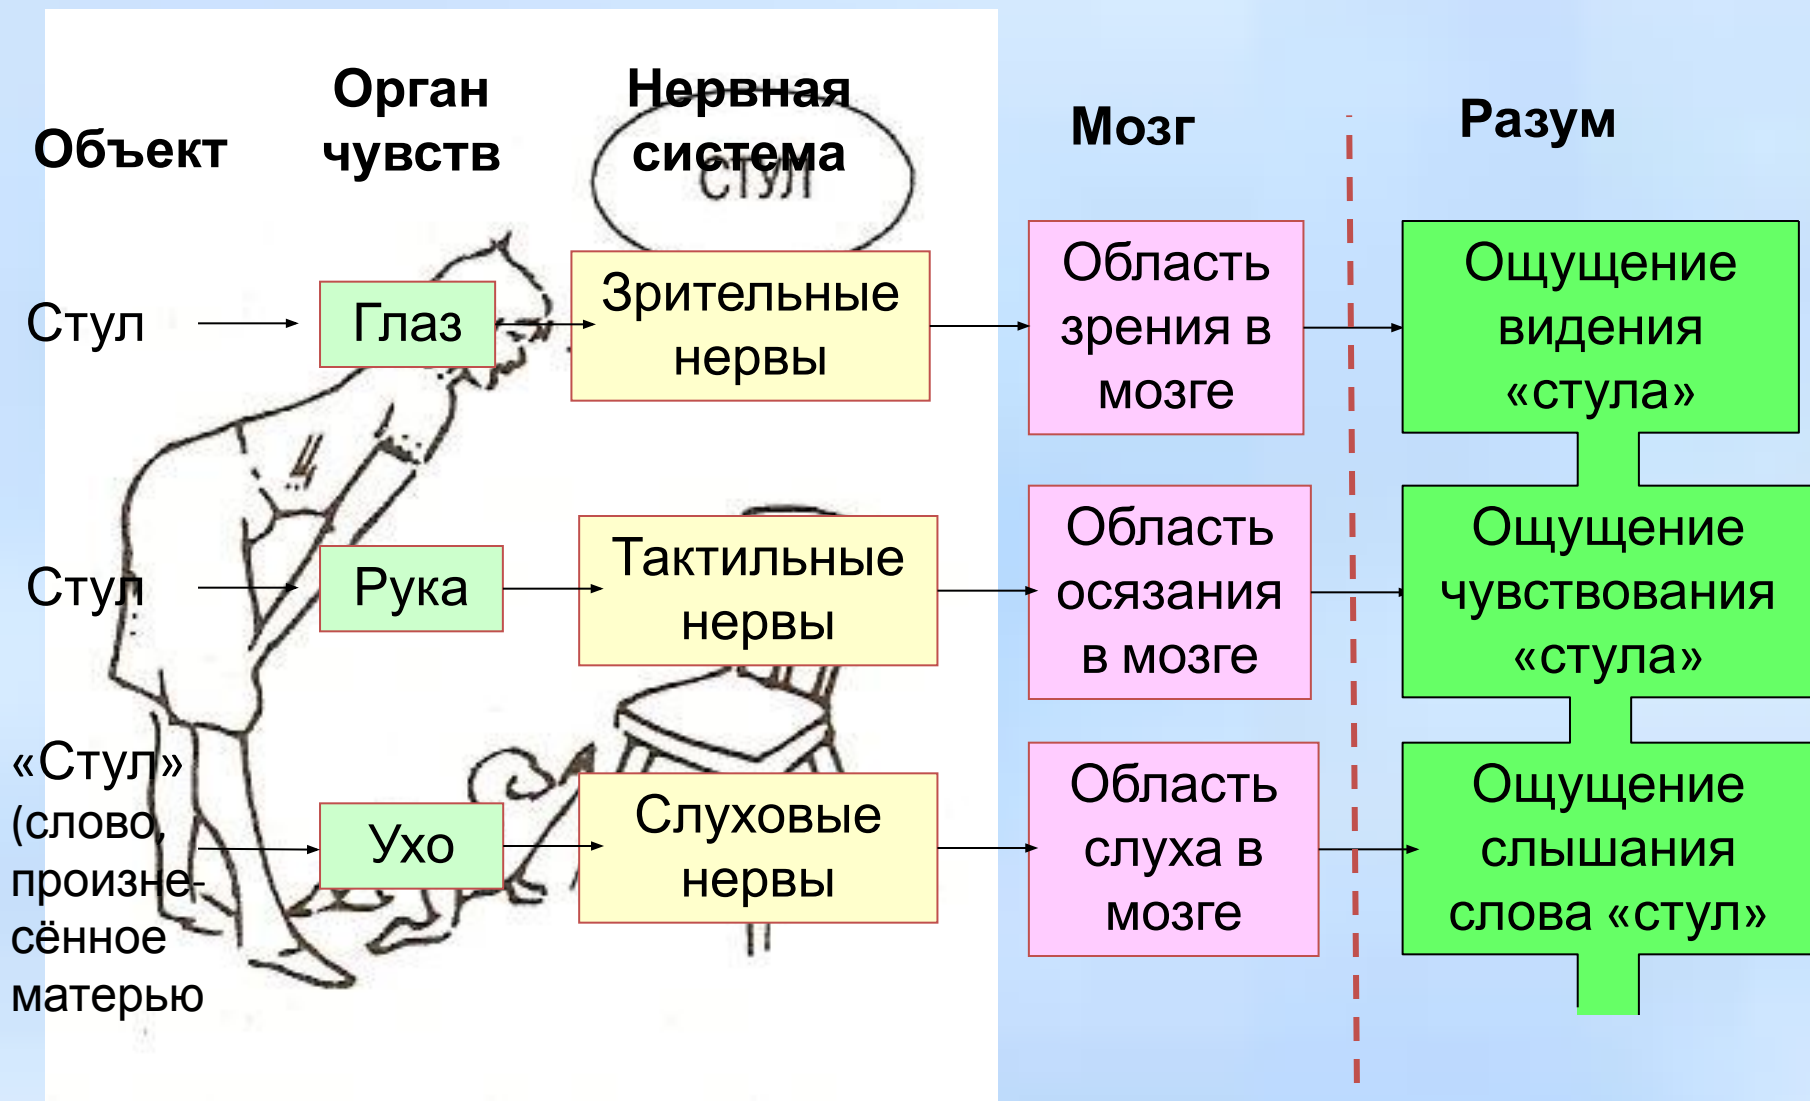 Объект
Орган
чувств
Нервная
система
Мозг
Разум
СТУЛ
Стул
Глаз
Зрительные
нервы
Область
зрения в
мозге
Ощущение
видения
«стула»
Стул
Рука
Тактильные
нервы
Область
осязания
в мозге
Ощущение
чувствования
«стула»
«Стул»
(слово,
произне-
сённое
матерью
Ухо
Слуховые
нервы
Область
слуха в
мозге
Ощущение
слышания
слова «стул»